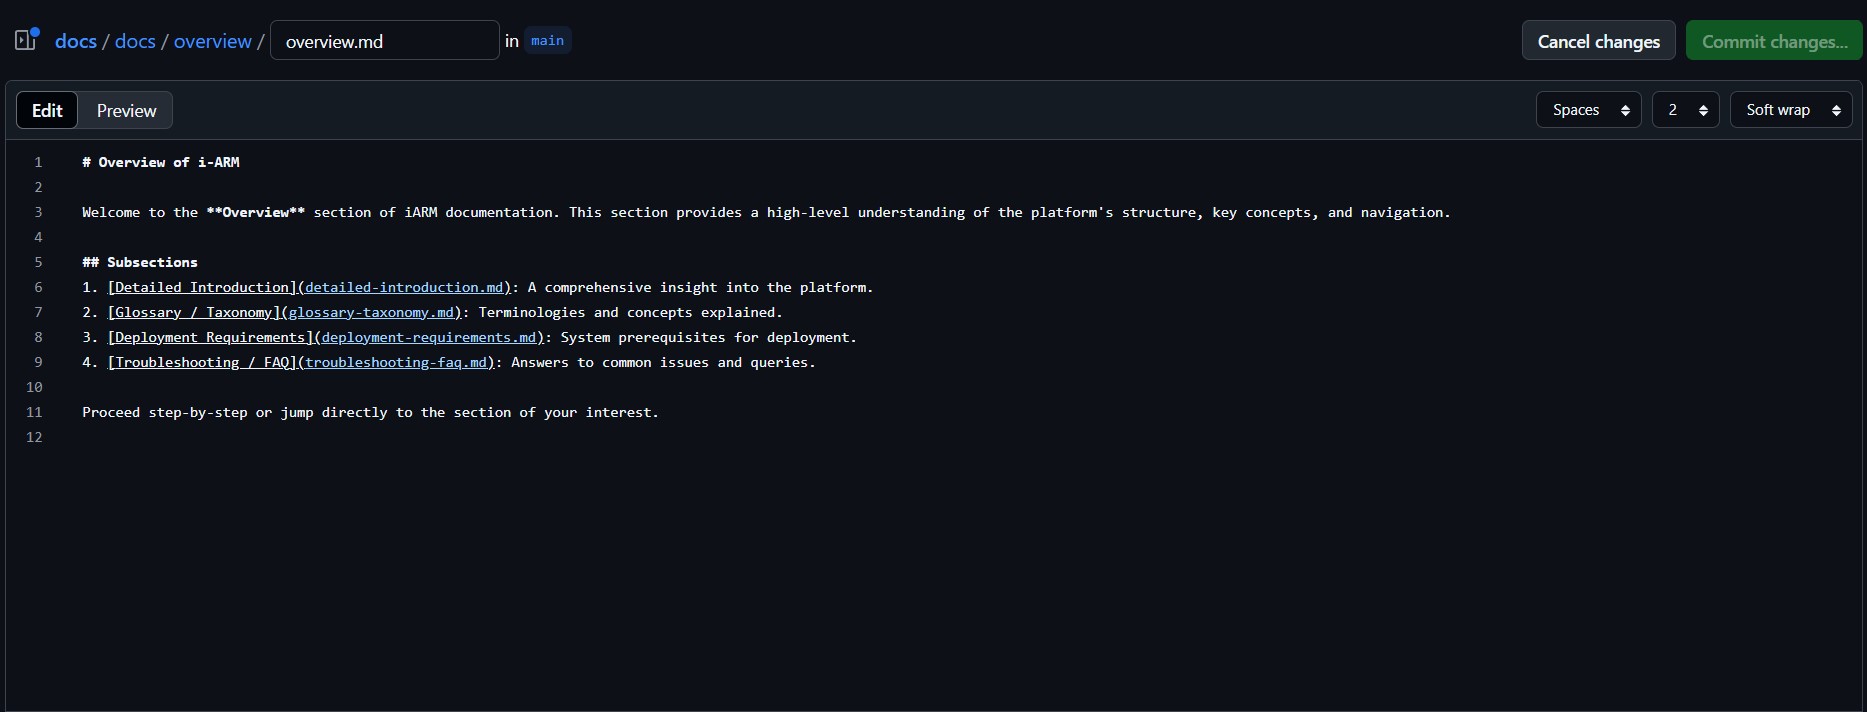 docs / docs / overview / overview.md in main
Cancel changes
Commit changes...
Edit
Preview
Spaces
2
Soft wrap
1 # Overview of i-ARM
2
3 Welcome to the **Overview** section of iARM documentation. This section provides a high-level understanding of the platform's structure, key concepts, and navigation.
4
5 ## Subsections
6 1. [Detailed Introduction](detailed-introduction.md): A comprehensive insight into the platform.
7 2. [Glossary / Taxonomy](glossary-taxonomy.md): Terminologies and concepts explained.
8 3. [Deployment Requirements](deployment-requirements.md): System prerequisites for deployment.
9 4. [Troubleshooting / FAQ](troubleshooting-faq.md): Answers to common issues and queries.
10
11 Proceed step-by-step or jump directly to the section of your interest.
12